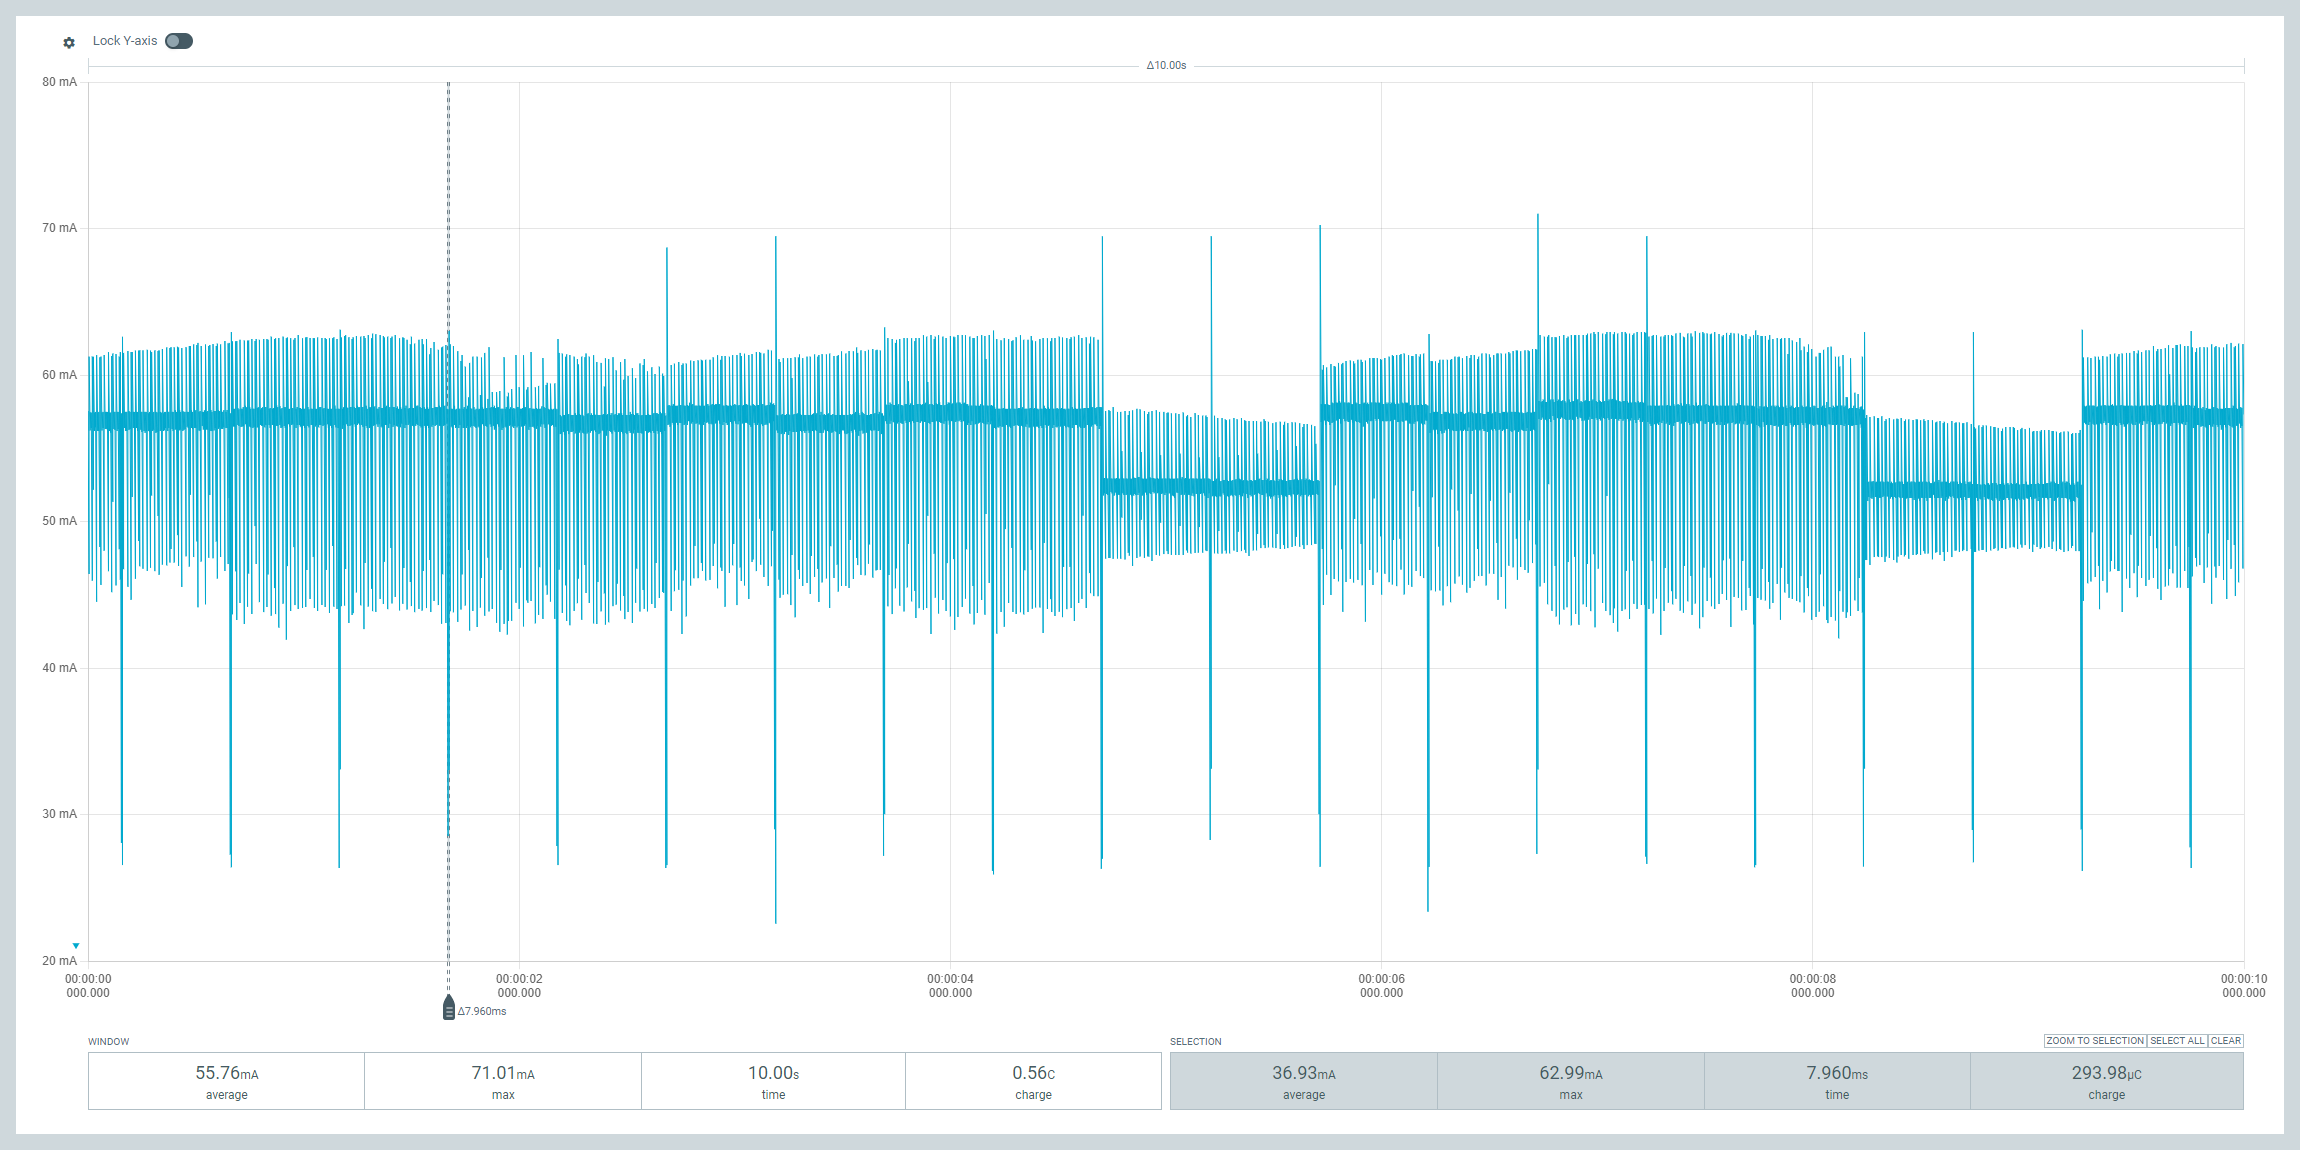 Lock Y-axis
Δ10.00s
80 mA
70 mA
60 mA
50 mA
40 mA
30 mA
20 mA
00:00:00 00:00:02 00:00:04 00:00:06 00:00:08 00:00:10
000.000 000.000 000.000 000.000 000.000 000.000
Δ7.960ms
WINDOW
55.76mA 71.01mA 10.00s 0.56C
average max time charge
SELECTION ZOOM TO SELECTION SELECT ALL CLEAR
36.93mA 62.99mA 7.960ms 293.98μC
average max time charge